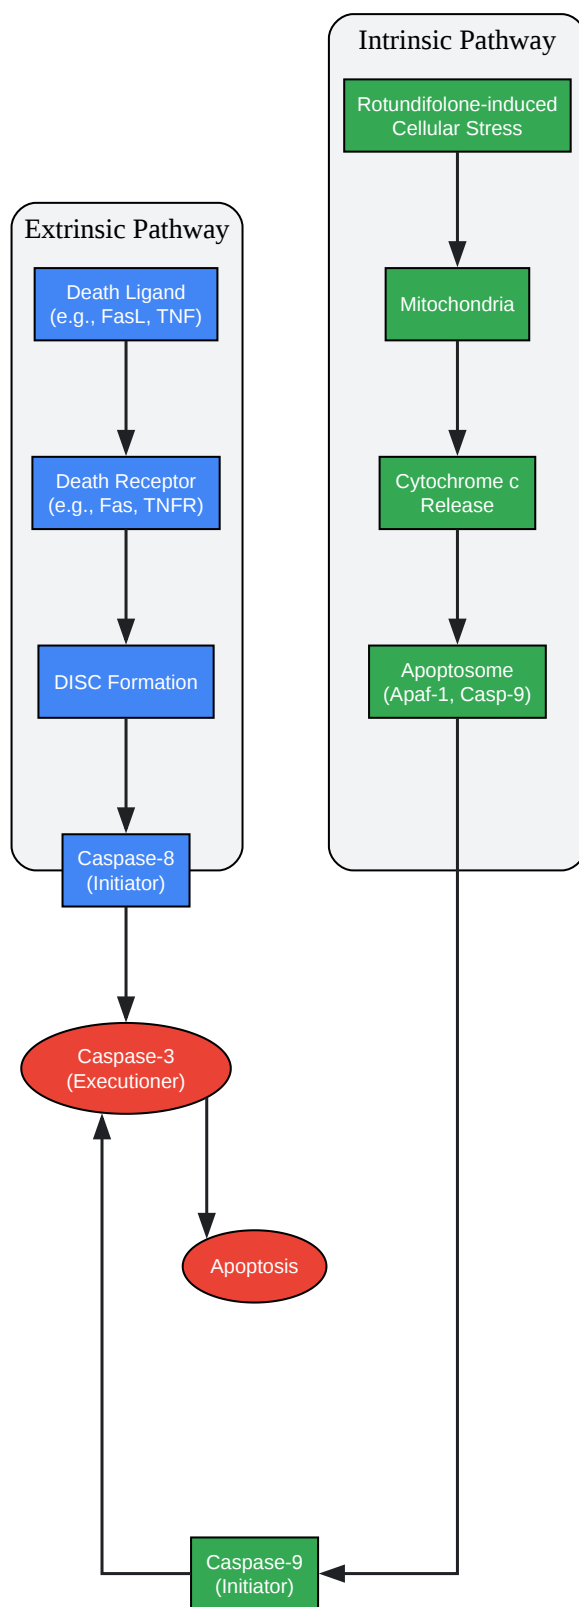 Intrinsic Pathway
Rotundifolone-induced
Cellular Stress
Extrinsic Pathway
Death Ligand
(e.g., FasL, TNF)
Mitochondria
Death Receptor
(e.g., Fas, TNFR)
Cytochrome c
Release
DISC Formation
Apoptosome
(Apaf-1, Casp-9)
Caspase-8
(Initiator)
Caspase-3
(Executioner)
Apoptosis
Caspase-9
(Initiator)